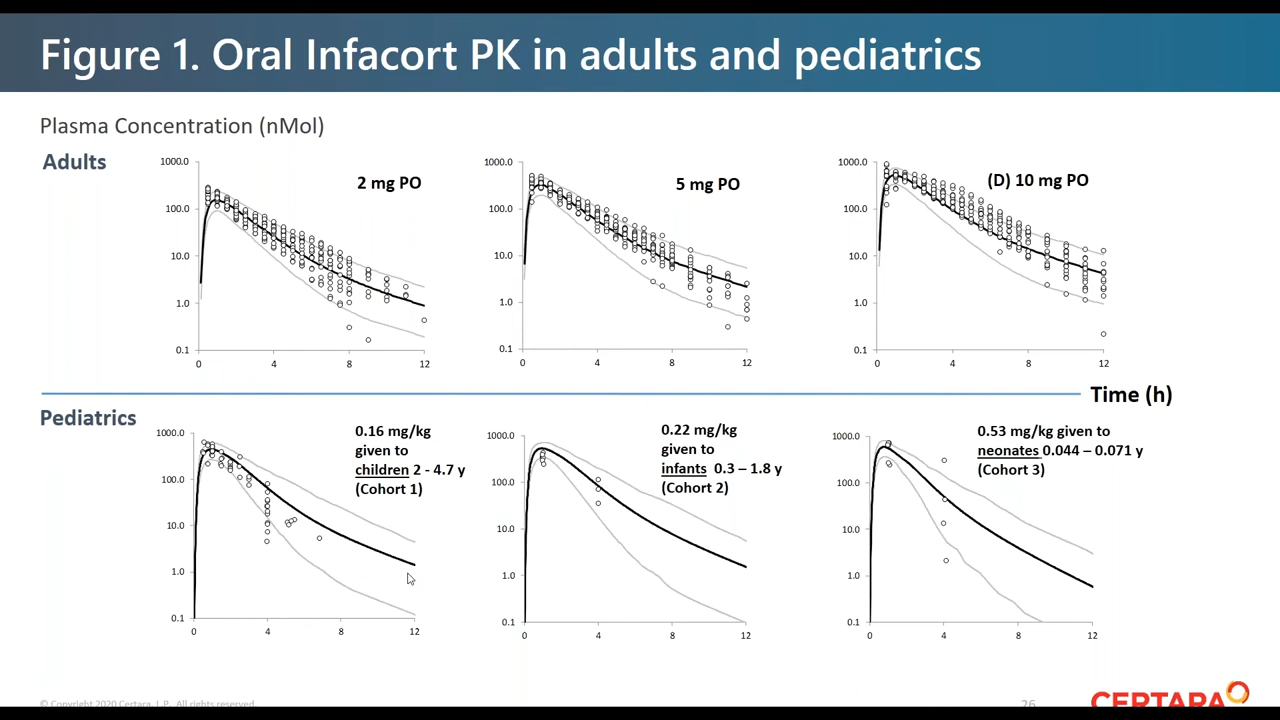 Figure 1. Oral Infacort PK in adults and pediatrics
Plasma Concentration (nMol)
Adults
2 mg PO
5 mg PO
(D) 10 mg PO
1000.0
100.0
10.0
1.0
0.1
0
4
8
12
1000.0
100.0
10.0
1.0
0.1
0
4
8
12
1000.0
100.0
10.0
1.0
0.1
0
4
8
12
Time (h)
Pediatrics
0.16 mg/kg
given to
children 2 - 4.7 y
(Cohort 1)
1000.0
100.0
10.0
1.0
0.1
0
4
8
12
0.22 mg/kg
given to
infants 0.3 – 1.8 y
(Cohort 2)
1000.0
100.0
10.0
1.0
0.1
0
4
8
12
0.53 mg/kg given to
neonates 0.044 – 0.071 y
(Cohort 3)
1000.0
100.0
10.0
1.0
0.1
0
4
8
12
© Copyright 2020 Certara, L.P. All rights reserved.
26
CERTARA